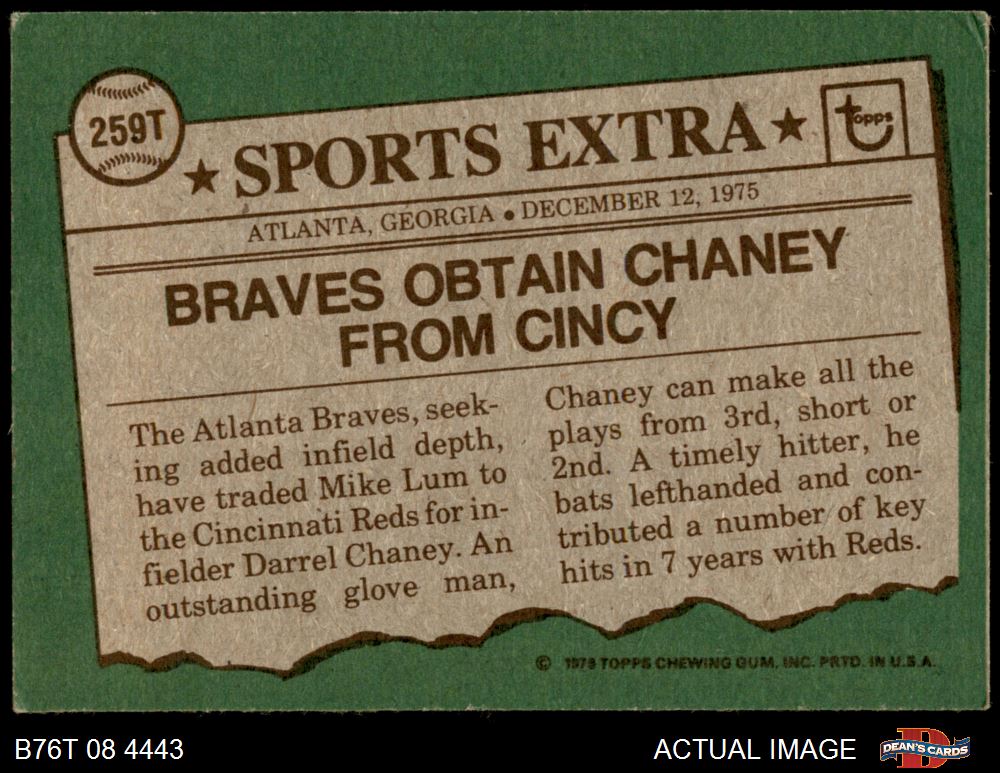 259T
★ SPORTS EXTRA ★
topps
ATLANTA, GEORGIA • DECEMBER 12, 1975
BRAVES OBTAIN CHANEY
FROM CINCY
The Atlanta Braves, seek-
ing added infield depth,
have traded Mike Lum to
the Cincinnati Reds for in-
fielder Darrel Chaney. An
outstanding glove man,
Chaney can make all the
plays from 3rd, short or
2nd. A timely hitter, he
bats lefthanded and con-
tributed a number of key
hits in 7 years with Reds.
© 1976 TOPPS CHEWING GUM, INC. PRTD. IN U.S.A.
B76T 08 4443
ACTUAL IMAGE
DEAN'S CARDS